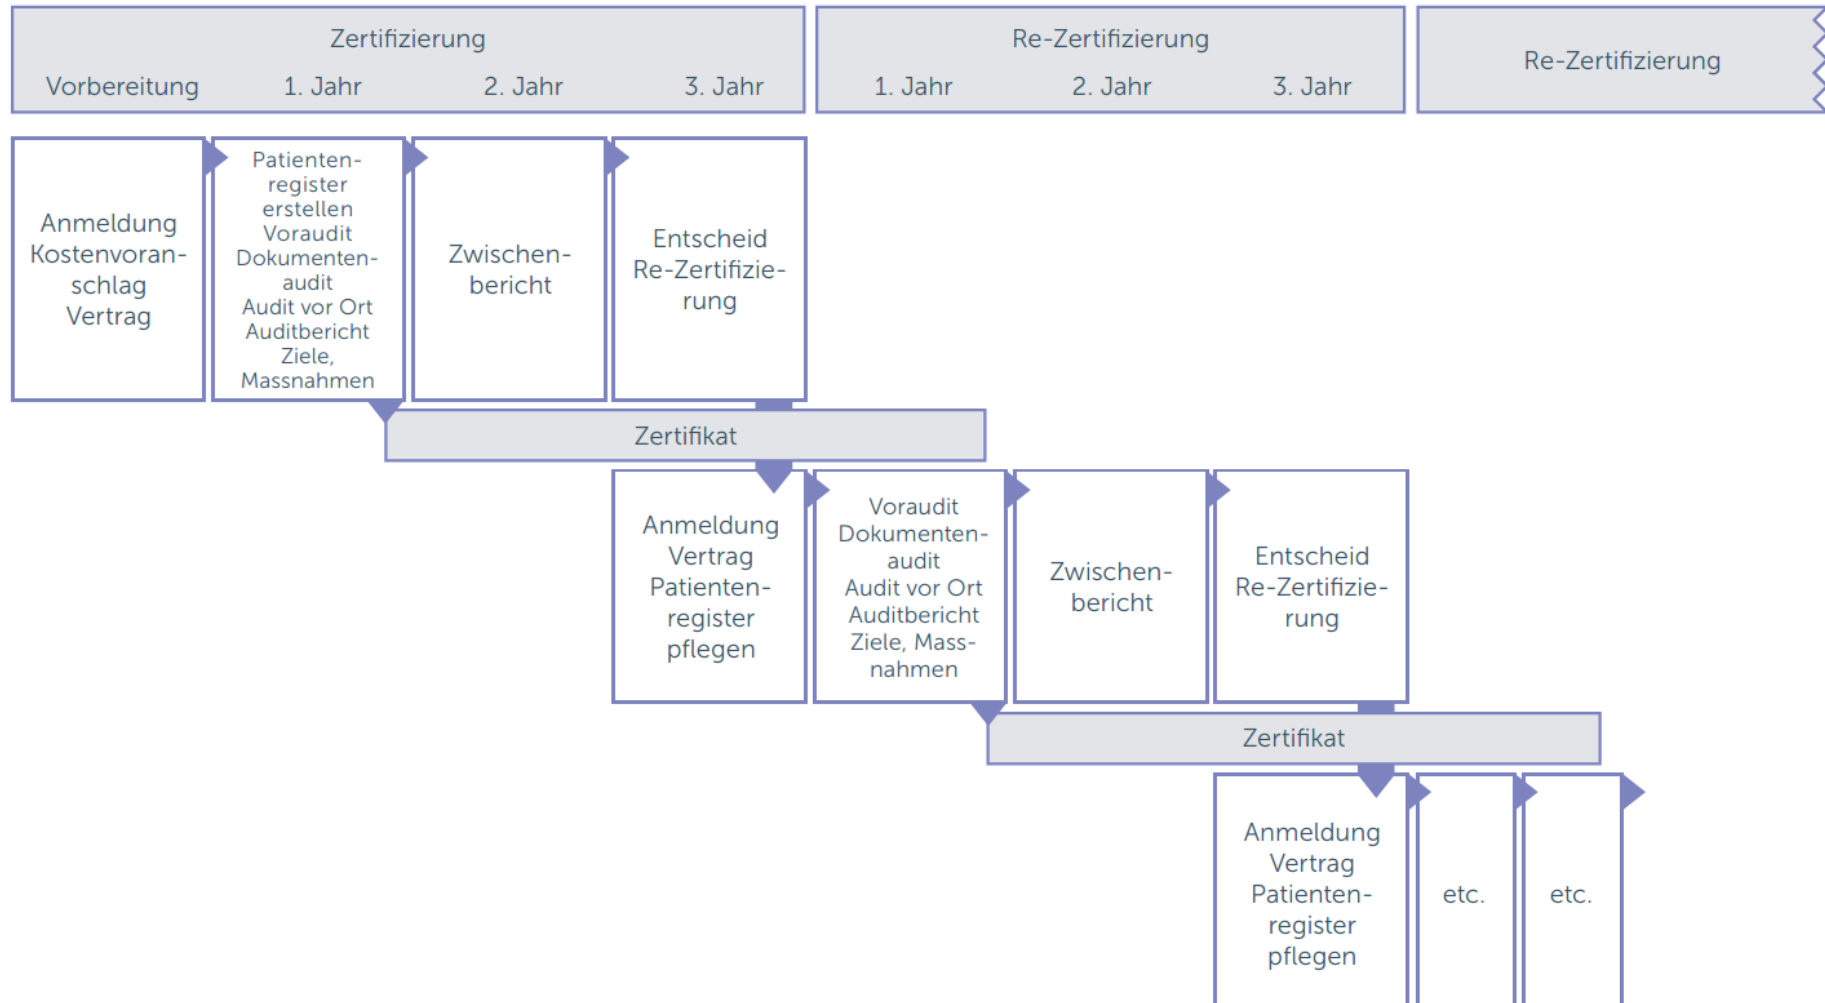 Zertifizierung
Vorbereitung
1. Jahr
2. Jahr
3. Jahr
Re-Zertifizierung
1. Jahr
2. Jahr
3. Jahr
Re-Zertifizierung
Anmeldung
Kostenvoran-
schlag
Vertrag
Patienten-
register
erstellen
Voraudit
Dokumenten-
audit
Audit vor Ort
Auditbericht
Ziele,
Massnahmen
Zwischen-
bericht
Entscheid
Re-Zertifizie-
rung
Zertifikat
Anmeldung
Vertrag
Patienten-
register
pflegen
Voraudit
Dokumenten-
audit
Audit vor Ort
Auditbericht
Ziele, Mass-
nahmen
Zwischen-
bericht
Entscheid
Re-Zertifizie-
rung
Zertifikat
Anmeldung
Vertrag
Patienten-
register
pflegen
etc.
etc.